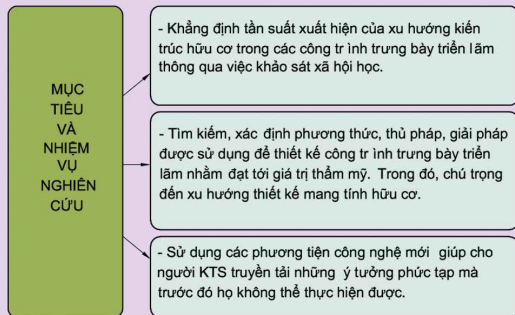 MỤC
TIÊU
VÀ
NHIỆM
VỤ
NGHIÊN
CỨU
- Khẳng định tần suất xuất hiện của xu hướng kiến
trúc hữu cơ trong các công tr ình trưng bày triển lãm
thông qua việc khảo sát xã hội học.
- Tìm kiếm, xác định phương thức, thủ pháp, giải pháp
được sử dụng để thiết kế công tr ình trưng bày triển
lãm nhằm đạt tới giá trị thẩm mỹ. Trong đó, chú trọng
đến xu hướng thiết kế mang tính hữu cơ.
- Sử dụng các phương tiện công nghệ mới giúp cho
người KTS truyền tải những ý tưởng phức tạp mà
trước đó họ không thể thực hiện được.